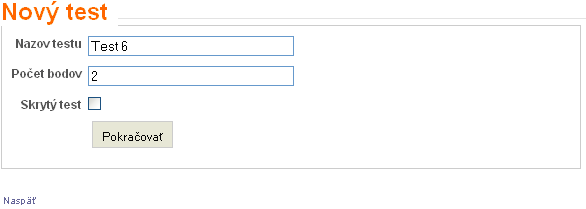 Nový test
Nazov testu Test 6
Počet bodov 2
Skrytý test
Pokračovať
Naspäť